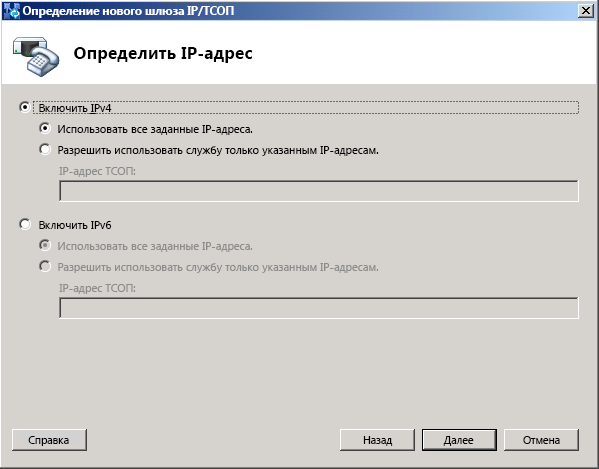 Определение нового шлюза IP/ТСОП
Определить IP-адрес
Включить IPv4
Использовать все заданные IP-адреса.
Разрешить использовать службу только указанным IP-адресам.
IP-адрес ТСОП:
Включить IPv6
Использовать все заданные IP-адреса.
Разрешить использовать службу только указанным IP-адресам.
IP-адрес ТСОП:
Справка
Назад
Далее
Отмена